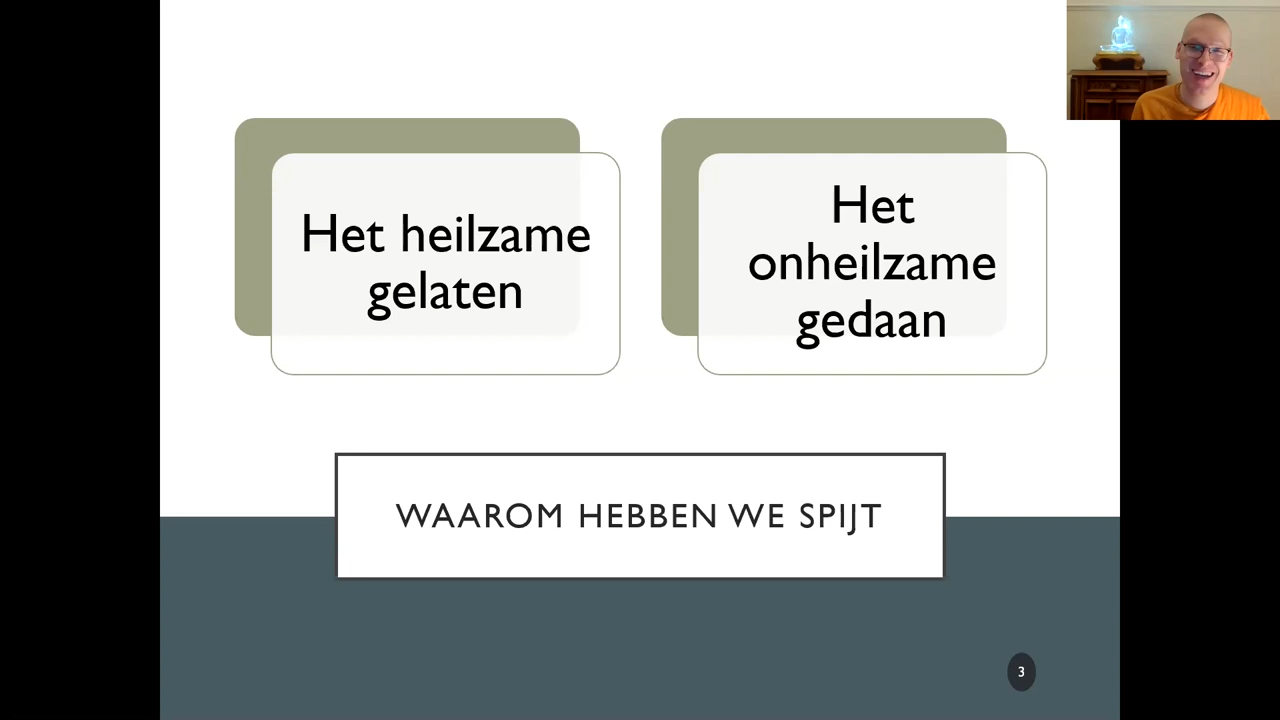 Het heilzame
gelaten
Het
onheilzame
gedaan
WAAROM HEBBEN WE SPIJT
3